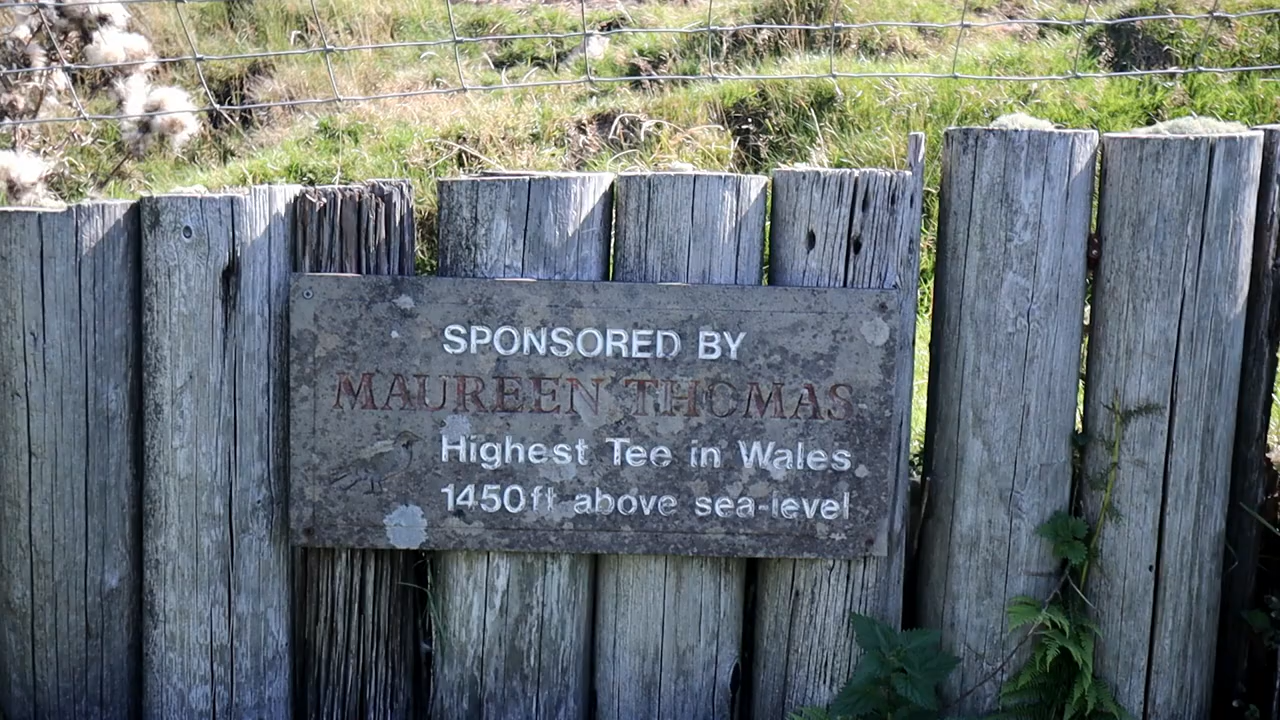 SPONSORED BY
MAUREEN THOMAS
Highest Tee in Wales
1450ft above sea-level